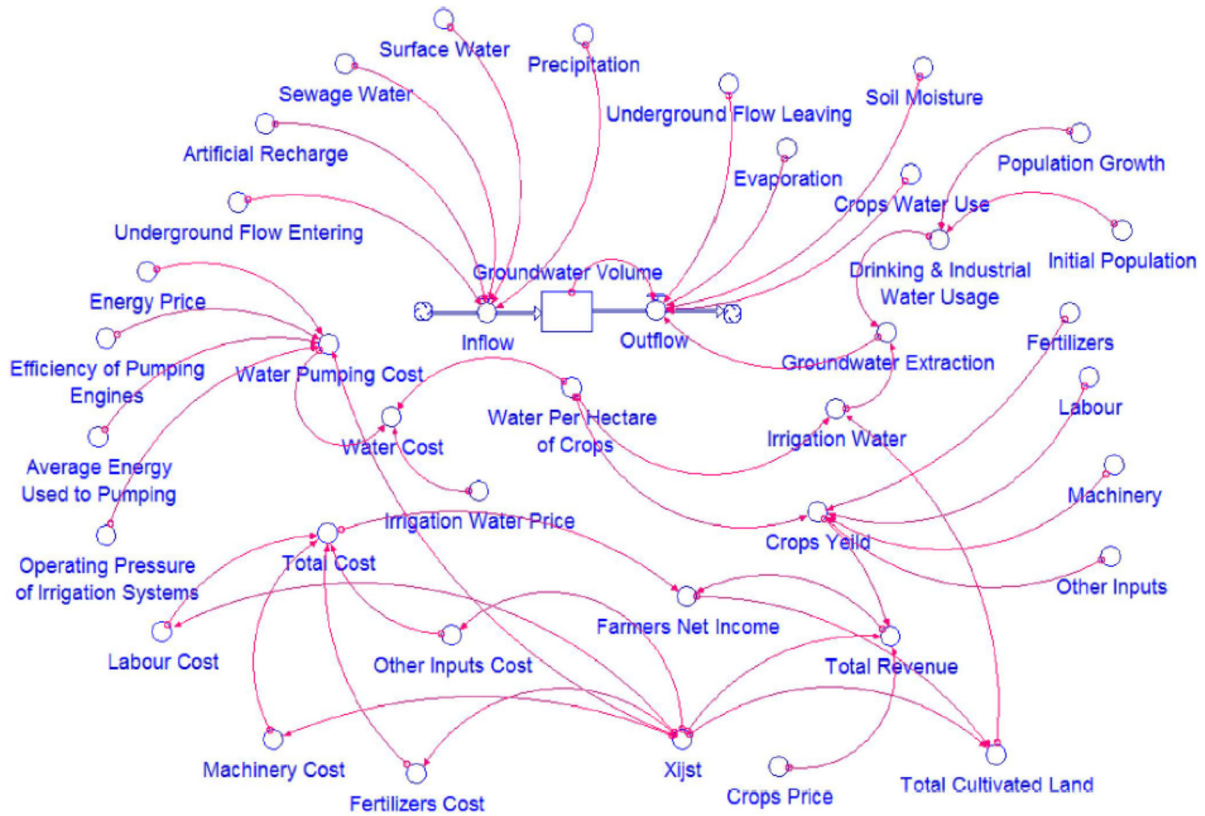 Surface Water
Precipitation
Sewage Water
Underground Flow Leaving
Soil Moisture
Artificial Recharge
Population Growth
Evaporation
Crops Water Use
Underground Flow Entering
Groundwater Volume
Drinking & Industrial
Water Usage
Initial Population
Energy Price
Inflow
Outflow
Groundwater Extraction
Fertilizers
Efficiency of Pumping
Engines
Water Pumping Cost
Water Per Hectare
of Crops
Labour
Water Cost
Irrigation Water
Average Energy
Used to Pumping
Machinery
Irrigation Water Price
Crops Yeild
Total Cost
Operating Pressure
of Irrigation Systems
Other Inputs
Farmers Net Income
Labour Cost
Other Inputs Cost
Total Revenue
Machinery Cost
Xijst
Fertilizers Cost
Crops Price
Total Cultivated Land